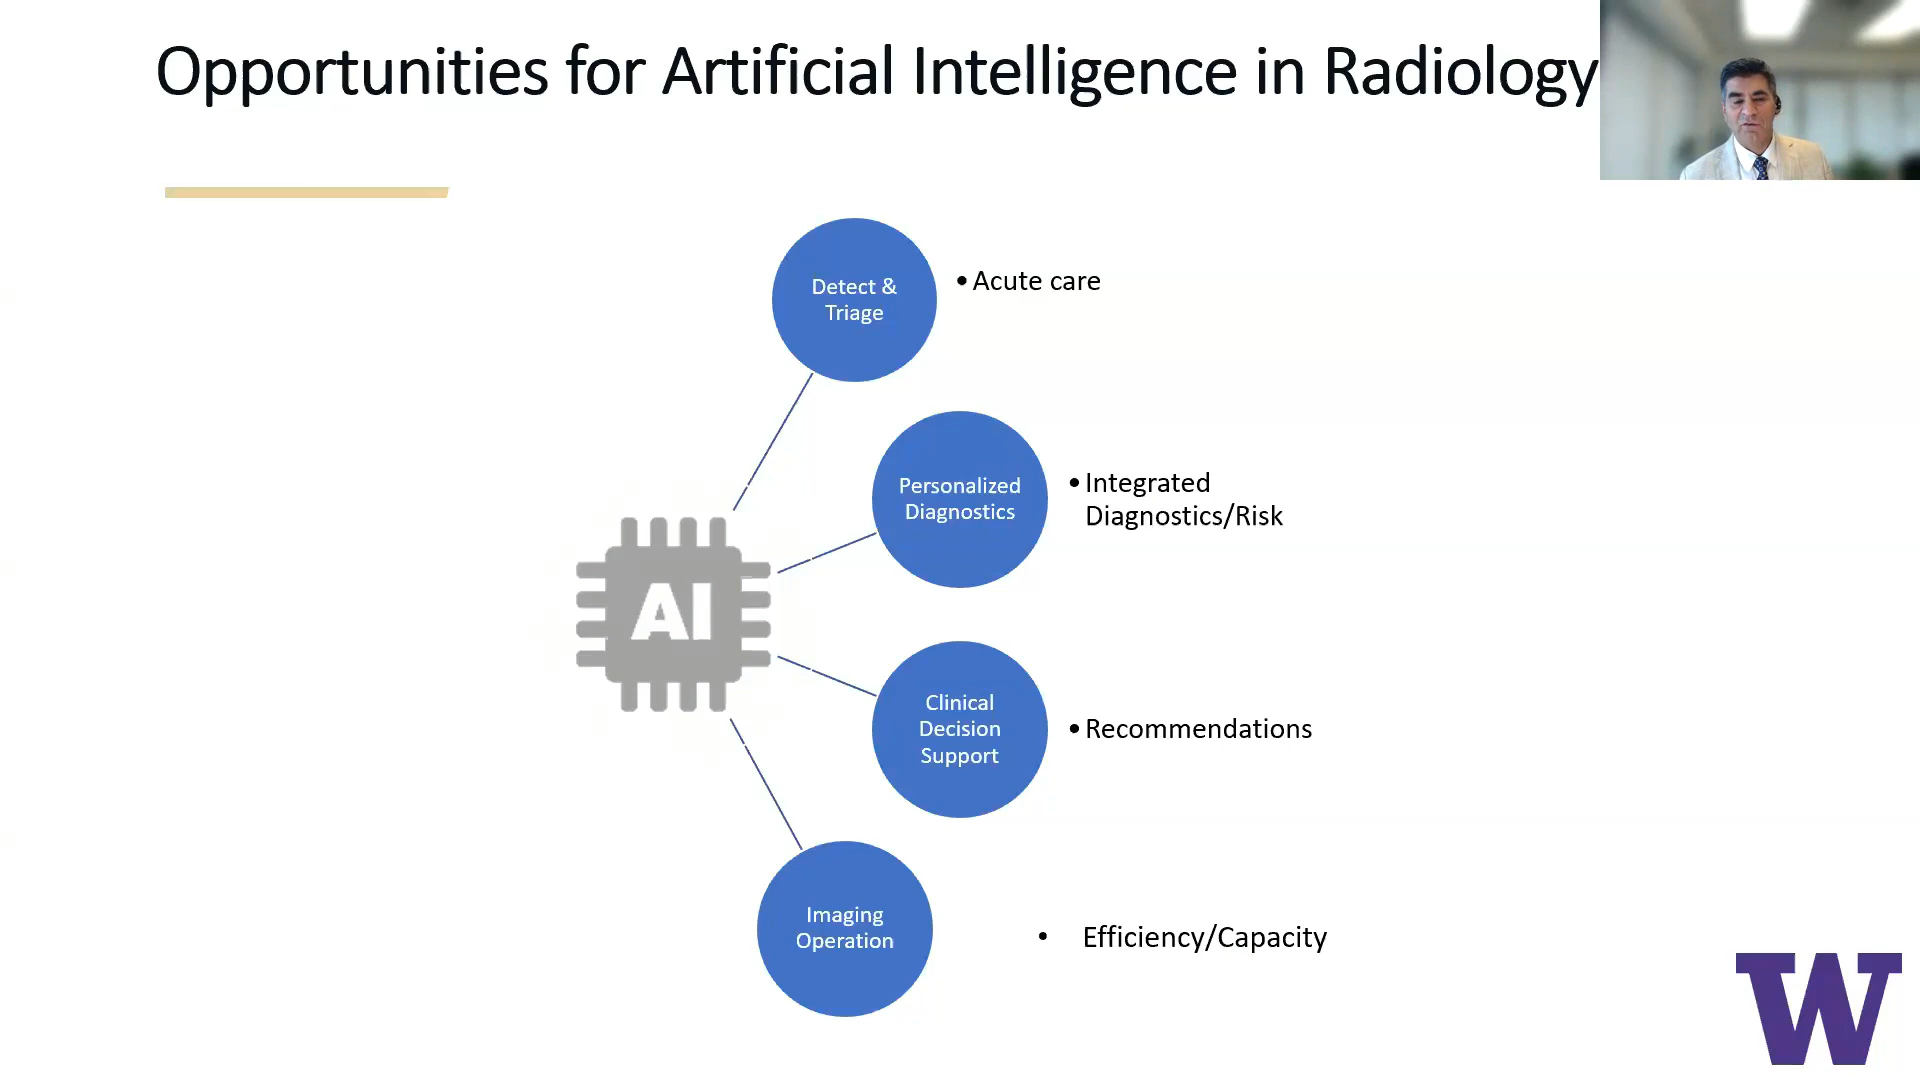 Opportunities for Artificial Intelligence in Radiology
Detect &
Triage
• Acute care
Personalized
Diagnostics
• Integrated
Diagnostics/Risk
AI
Clinical
Decision
Support
• Recommendations
Imaging
Operation
• Efficiency/Capacity
W